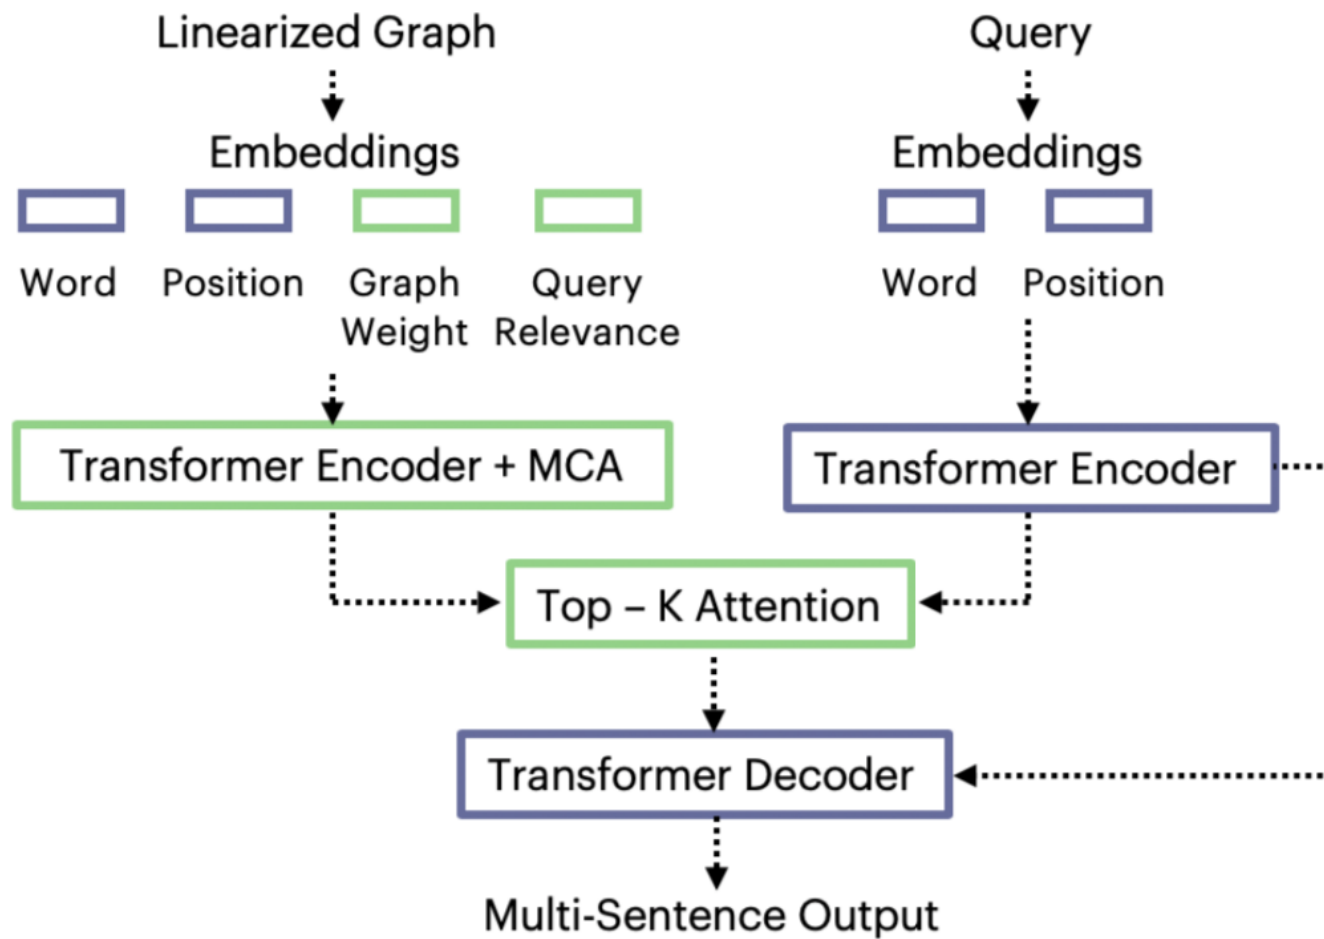 Linearized Graph
Query
Embeddings
Embeddings
Word
Position
Graph
Weight
Query
Relevance
Word
Position
Transformer Encoder + MCA
Transformer Encoder
Top – K Attention
Transformer Decoder
Multi-Sentence Output